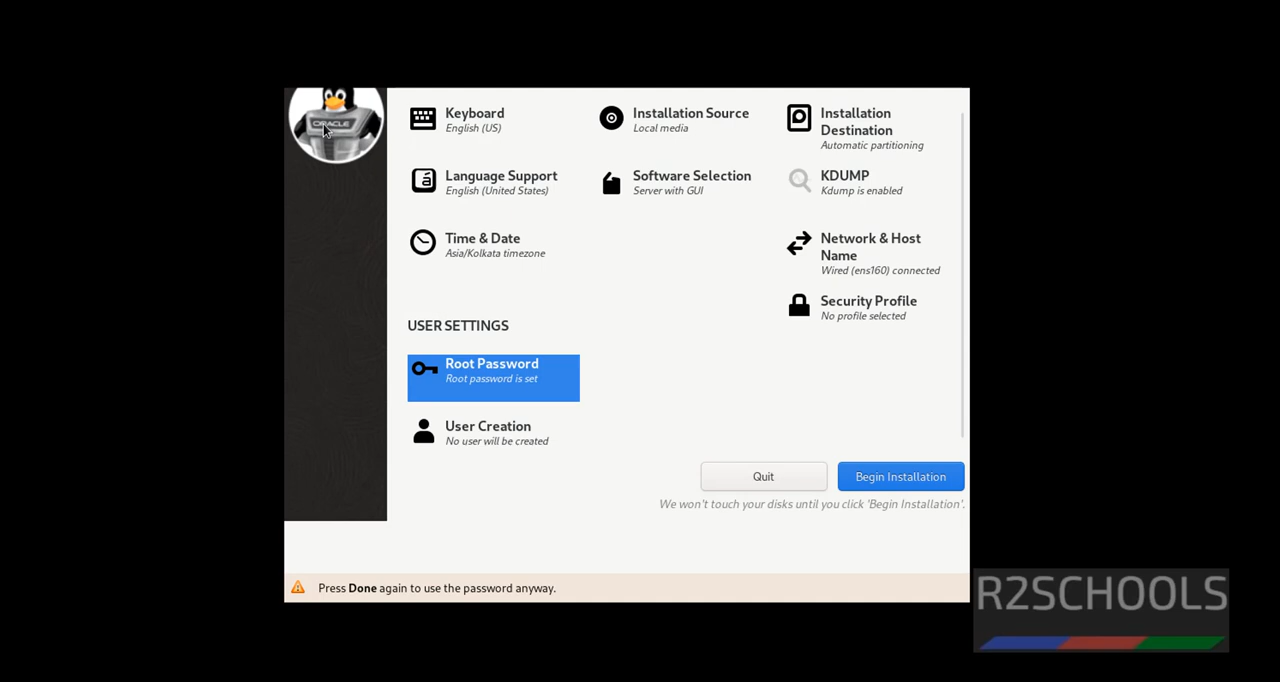 ORACLE
Keyboard
English (US)
Installation Source
Local media
Installation
Destination
Automatic partitioning
Language Support
English (United States)
Software Selection
Server with GUI
KDUMP
Kdump is enabled
Time & Date
Asia/Kolkata timezone
Network & Host
Name
Wired (ens160) connected
Security Profile
No profile selected
USER SETTINGS
Root Password
Root password is set
User Creation
No user will be created
Quit
Begin Installation
We won't touch your disks until you click 'Begin Installation'.
Press Done again to use the password anyway.
R2SCHOOLS